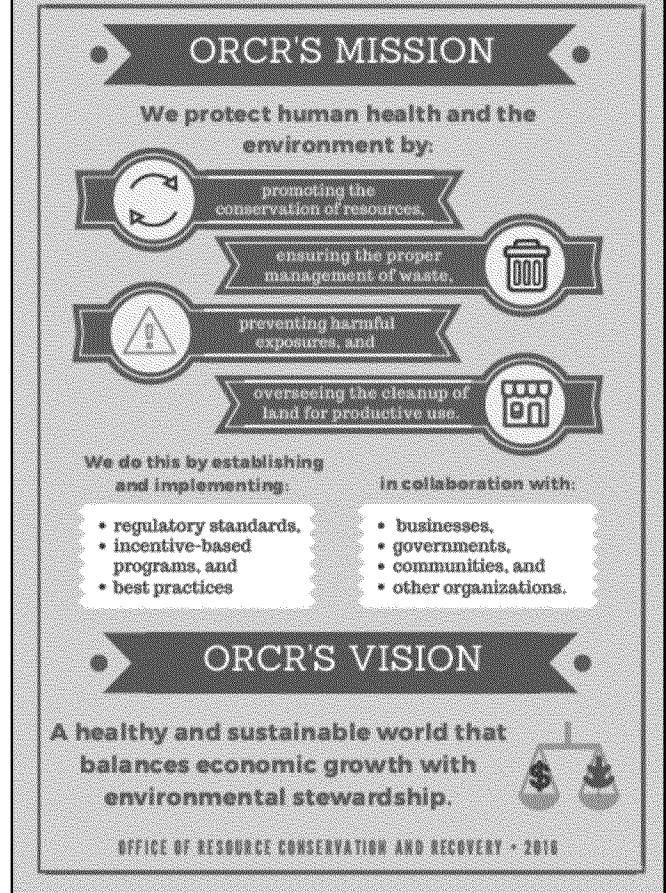 ORCR'S MISSION
We protect human health and the
environment by:
promoting the
conservation of resources,
ensuring the proper
management of waste,
preventing harmful
exposures, and
overseeing the cleanup of
land for productive use.
We do this by establishing
and implementing:
• regulatory standards,
• incentive-based
programs, and
• best practices
in collaboration with:
• businesses,
• governments,
• communities, and
• other organizations.
ORCR'S VISION
A healthy and sustainable world that
balances economic growth with
environmental stewardship.
$
OFFICE OF RESOURCE CONSERVATION AND RECOVERY • 2016